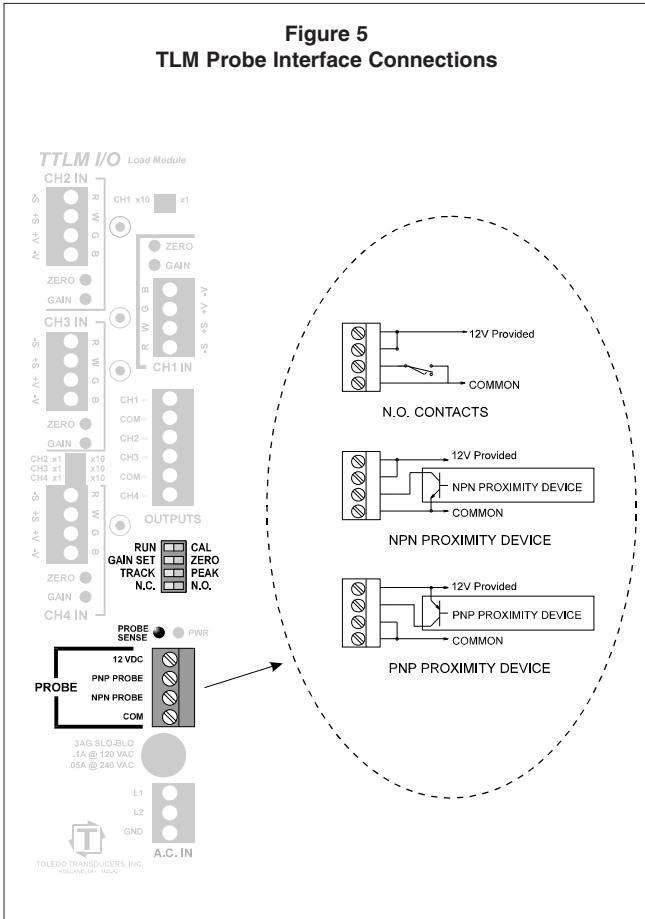 Figure 5
TLM Probe Interface Connections
TTLM I/O Load Module
CH2 IN
-S R
+S W
+V G
-V B
ZERO
GAIN
CH1 x10 x1
ZERO
GAIN
B -V
G +V
W +S
R -S
CH1 IN
CH3 IN
-S R
+S W
+V G
-V B
ZERO
GAIN
CH1
COM
CH2
CH3
COM
CH4
OUTPUTS
CH2 x1 x10
CH3 x1 x10
CH4 x1 x10
-S R
+S W
+V G
-V B
ZERO
GAIN
CH4 IN
RUN CAL
GAIN SET ZERO
TRACK PEAK
N.C. N.O.
PROBE SENSE PWR
PROBE
12 VDC
PNP PROBE
NPN PROBE
COM
3AG SLO-BLO
.1A @ 120 VAC
.05A @ 240 VAC
L1
L2
GND
A.C. IN
T
TOLEDO TRANSDUCERS, INC.
HOLLAND, OH U.S.A.
12V Provided
COMMON
N.O. CONTACTS
12V Provided
NPN PROXIMITY DEVICE
COMMON
NPN PROXIMITY DEVICE
12V Provided
PNP PROXIMITY DEVICE
COMMON
PNP PROXIMITY DEVICE